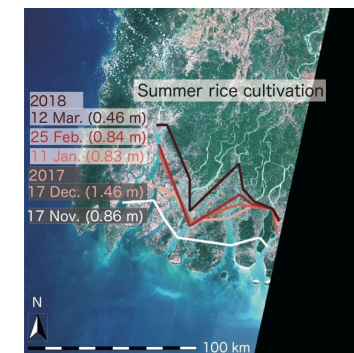 Summer rice cultivation
2018
12 Mar. (0.46 m)
25 Feb. (0.84 m)
11 Jan. (0.83 m)
2017
17 Dec. (1.46 m)
17 Nov. (0.86 m)
N
100 km